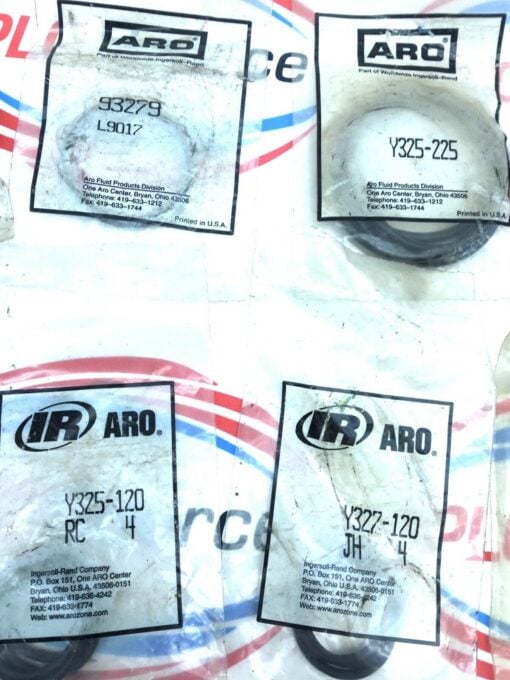 ARO
Part of Worldwide Ingersoll-Rand
93279
L9017
Aro Fluid Products Division
One Aro Center, Bryan, Ohio 43506
Telephone: 419-633-1212
Fax: 419-633-1744
Printed in U.S.A.
ARO
Part of Worldwide Ingersoll-Rand
Y325-225
Aro Fluid Products Division
One Aro Center, Bryan, Ohio 43506
Telephone: 419-633-1212
Fax: 419-633-1744
Printed in U.S.A.
IR ARO®
Y325-120
RC 4
Ingersoll-Rand Company
P.O. Box 151, One ARO Center
Bryan, Ohio U.S.A. 43506-0151
Telephone: 419-636-4242
FAX: 419-633-1774
Web: www.arozone.com
IR ARO®
Y327-120
JH 4
Ingersoll-Rand Company
P.O. Box 151, One ARO Center
Bryan, Ohio U.S.A. 43506-0151
Telephone: 419-636-4242
FAX: 419-633-1774
Web: www.arozone.com